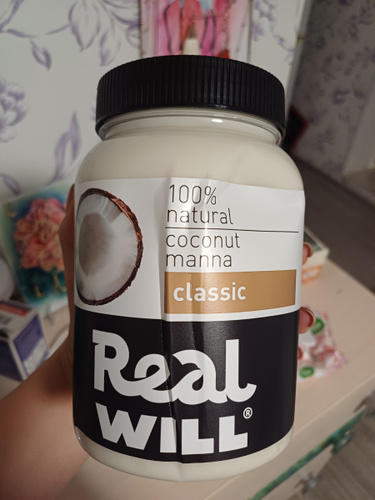 100%
natural
coconut
manna
classic
Real
WILL®